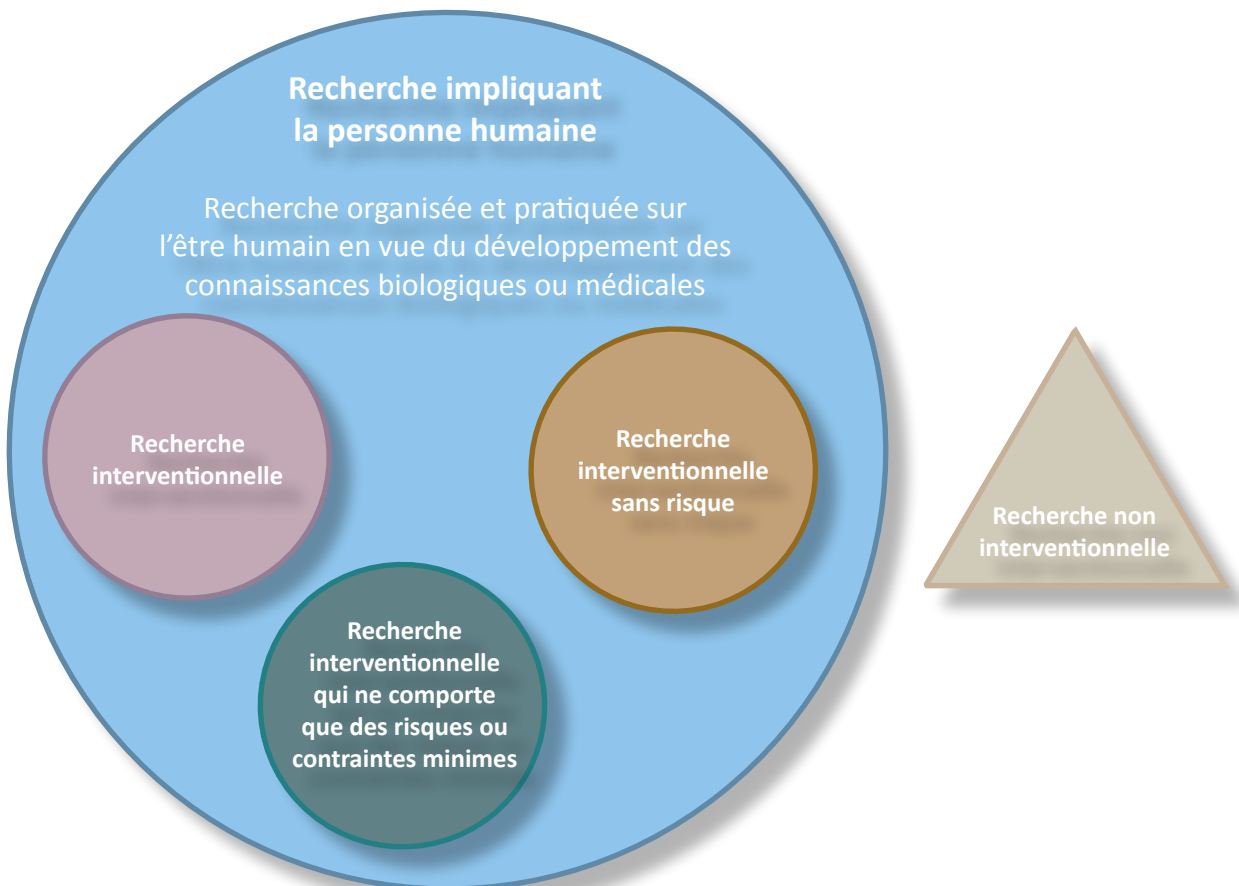 Recherche impliquant
la personne humaine
Recherche organisée et pratiquée sur
l'être humain en vue du développement des
connaissances biologiques ou médicales
Recherche
interventionnelle
Recherche
interventionnelle
sans risque
Recherche
interventionnelle
qui ne comporte
que des risques ou
contraintes minimes
Recherche non
interventionnelle